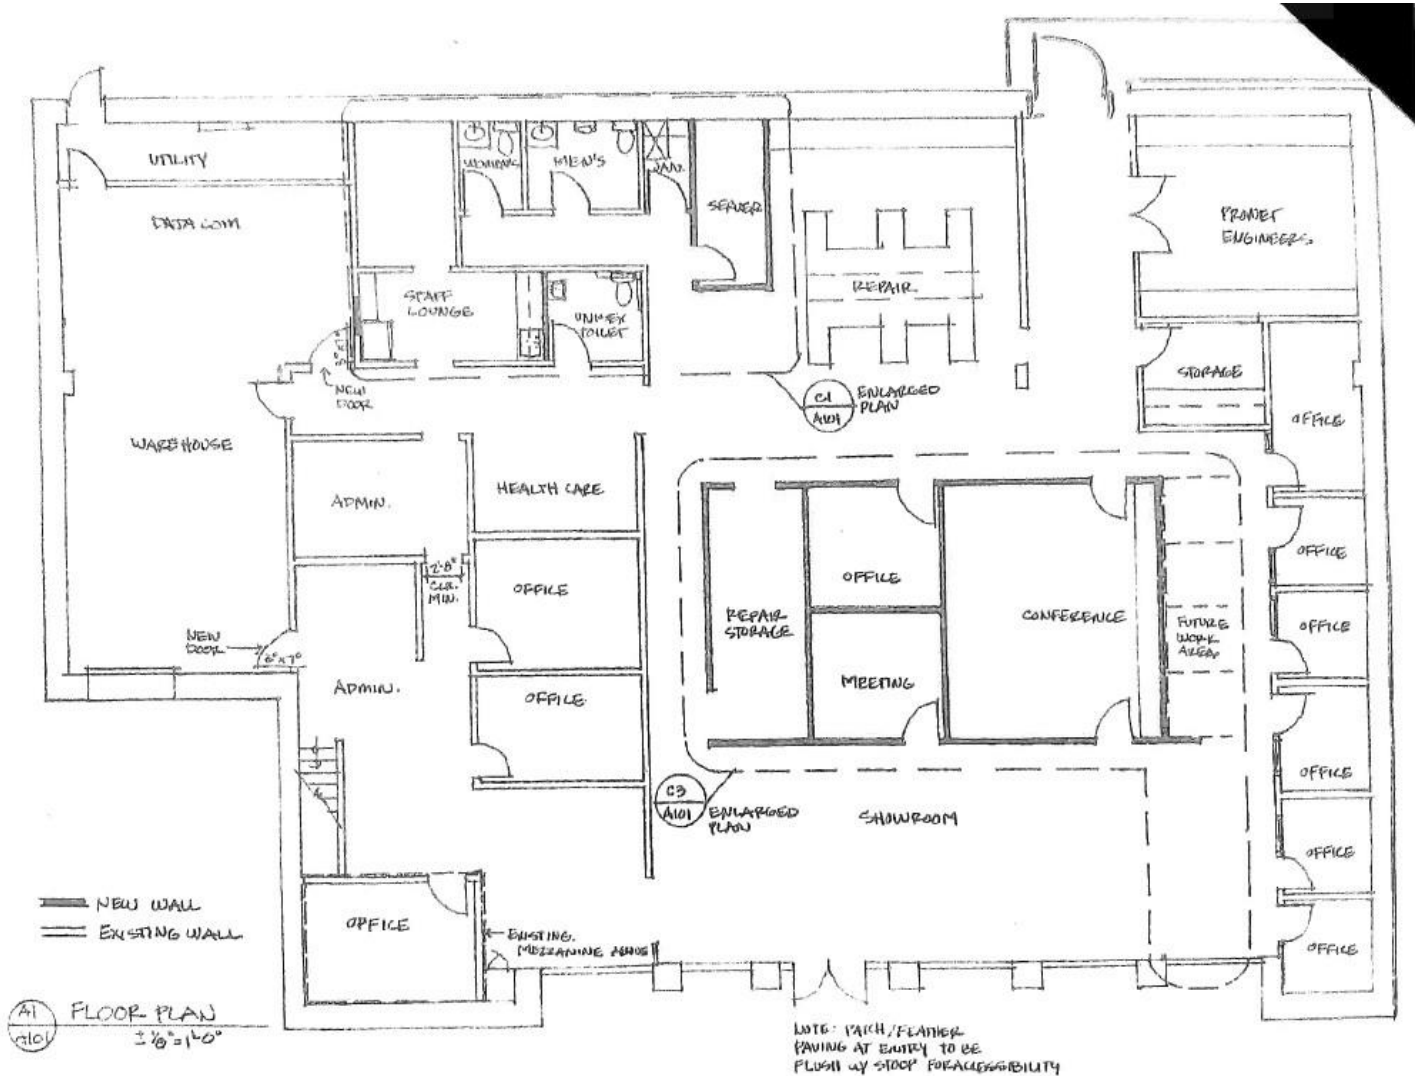 UTILITY
WOMEN'S
MEN'S
JAN.
SERVER
DATA COM
PRONET
ENGINEERS.
STAFF
LOUNGE
UNISEX
TOILET
REPAIR
NEW
DOOR
C1
A101
ENLARGED
PLAN
STORAGE
OFFICE
WAREHOUSE
ADMIN.
HEALTH CARE
2'-8"
CLR.
MIN.
OFFICE
REPAIR
STORAGE
OFFICE
CONFERENCE
FUTURE
WORK
AREA.
OFFICE
OFFICE
NEW
DOOR
ADMIN.
OFFICE
MEETING
OFFICE
C3
A101
ENLARGED
PLAN
SHOWROOM
OFFICE
NEW WALL
EXISTING WALL
OFFICE
EXISTING
MEZZANINE ABOVE
OFFICE
A1
A101
FLOOR PLAN
± 1/8" = 1'-0"
NOTE: PATCH/FEATHER
PAVING AT ENTRY TO BE
FLUSH W/ STOOP FOR ACCESSIBILITY